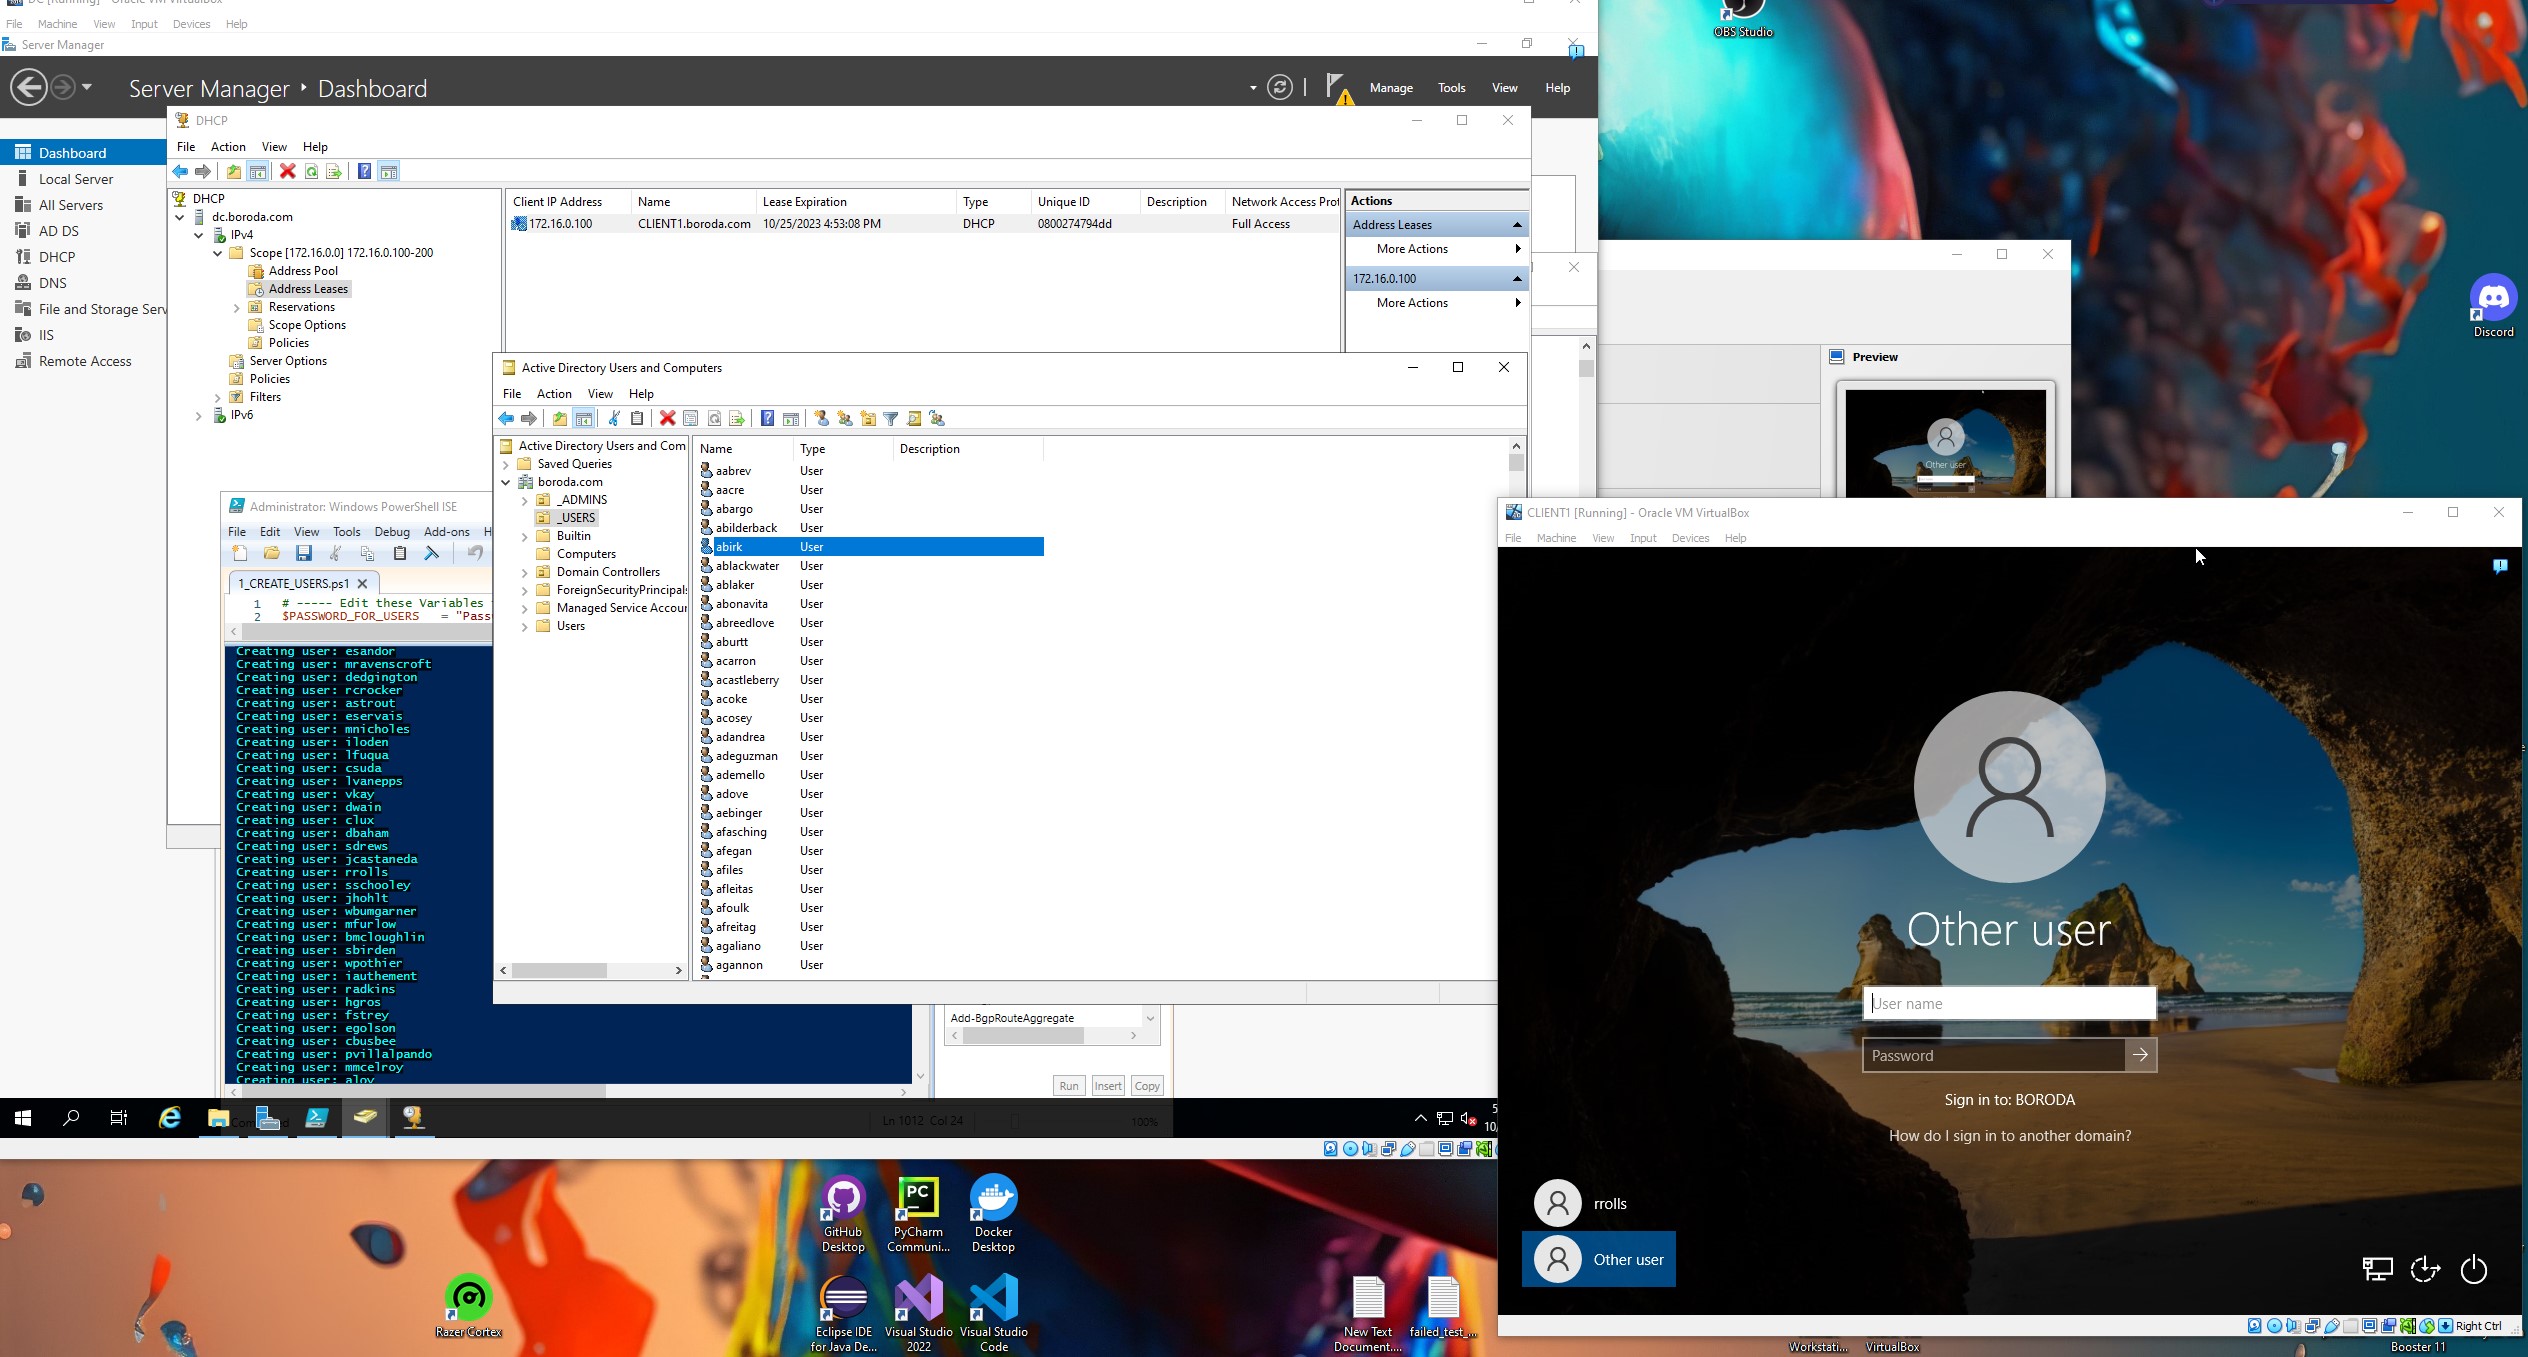 DC [Running] - Oracle VM VirtualBox
File Machine View Input Devices Help
Server Manager
Server Manager Dashboard
Manage Tools View Help
Dashboard
Local Server
All Servers
AD DS
DHCP
DNS
File and Storage Serv
IIS
Remote Access
DHCP
File Action View Help
DHCP
dc.boroda.com
IPv4
Scope [172.16.0.0] 172.16.0.100-200
Address Pool
Address Leases
Reservations
Scope Options
Policies
Server Options
Policies
Filters
IPv6
Client IP Address Name Lease Expiration Type Unique ID Description Network Access Prot
172.16.0.100 CLIENT1.boroda.com 10/25/2023 4:53:08 PM DHCP 0800274794dd Full Access
Actions
Address Leases
More Actions
172.16.0.100
More Actions
Administrator: Windows PowerShell ISE
File Edit View Tools Debug Add-ons H
1_CREATE_USERS.ps1
1 # ----- Edit these Variables
2 $PASSWORD_FOR_USERS = "Pass
Creating user: esandor
Creating user: mravenscroft
Creating user: dedgington
Creating user: rcrocker
Creating user: astrout
Creating user: eservais
Creating user: mnicholes
Creating user: iloden
Creating user: lfuqua
Creating user: csuda
Creating user: lvanepps
Creating user: vkay
Creating user: dwain
Creating user: clux
Creating user: dbaham
Creating user: sdrews
Creating user: jcastaneda
Creating user: rrolls
Creating user: sschooley
Creating user: jhohlt
Creating user: wbumgarner
Creating user: mfurlow
Creating user: bmcloughlin
Creating user: sbirden
Creating user: wpothier
Creating user: iauthement
Creating user: radkins
Creating user: hgros
Creating user: fstrey
Creating user: egolson
Creating user: cbusbee
Creating user: pvillalpando
Creating user: mmcelroy
Creating user: aloy
Active Directory Users and Computers
File Action View Help
Active Directory Users and Com
Saved Queries
boroda.com
_ADMINS
_USERS
Builtin
Computers
Domain Controllers
ForeignSecurityPrincipals
Managed Service Accour
Users
Name Type Description
aabrev User
aacre User
abargo User
abilderback User
abirk User
ablackwater User
ablaker User
abonavita User
abreedlove User
aburtt User
acarron User
acastleberry User
acoke User
acosey User
adandrea User
adeguzman User
ademello User
adove User
aebinger User
afasching User
afegan User
afiles User
afleitas User
afoulk User
afreitag User
agaliano User
agannon User
Add-BgpRouteAggregate
Run Insert Copy
Ln 1012 Col 24 100%
OBS Studio
Discord
Preview
Other user
CLIENT1 [Running] - Oracle VM VirtualBox
File Machine View Input Devices Help
Other user
User name
Password
Sign in to: BORODA
How do I sign in to another domain?
rrolls
Other user
Right Ctrl
GitHub Desktop
PyCharm Communi...
Docker Desktop
Razer Cortex
Eclipse IDE for Java De...
Visual Studio 2022
Visual Studio Code
New Text Document....
failed_test_...
Workstati...
VirtualBox
Booster 11